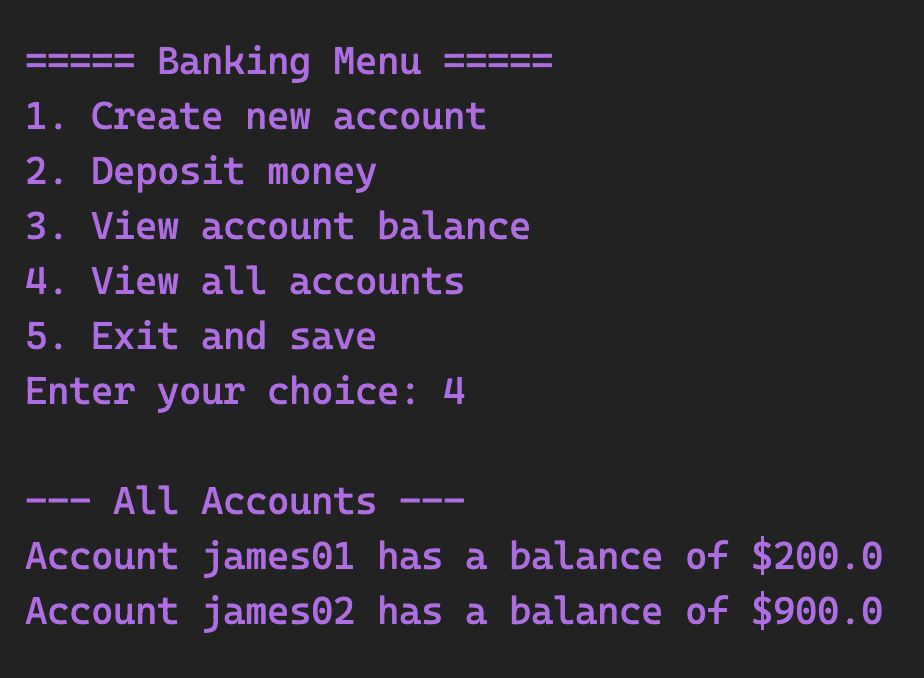 ===== Banking Menu =====
1. Create new account
2. Deposit money
3. View account balance
4. View all accounts
5. Exit and save
Enter your choice: 4

--- All Accounts ---
Account james01 has a balance of $200.0
Account james02 has a balance of $900.0